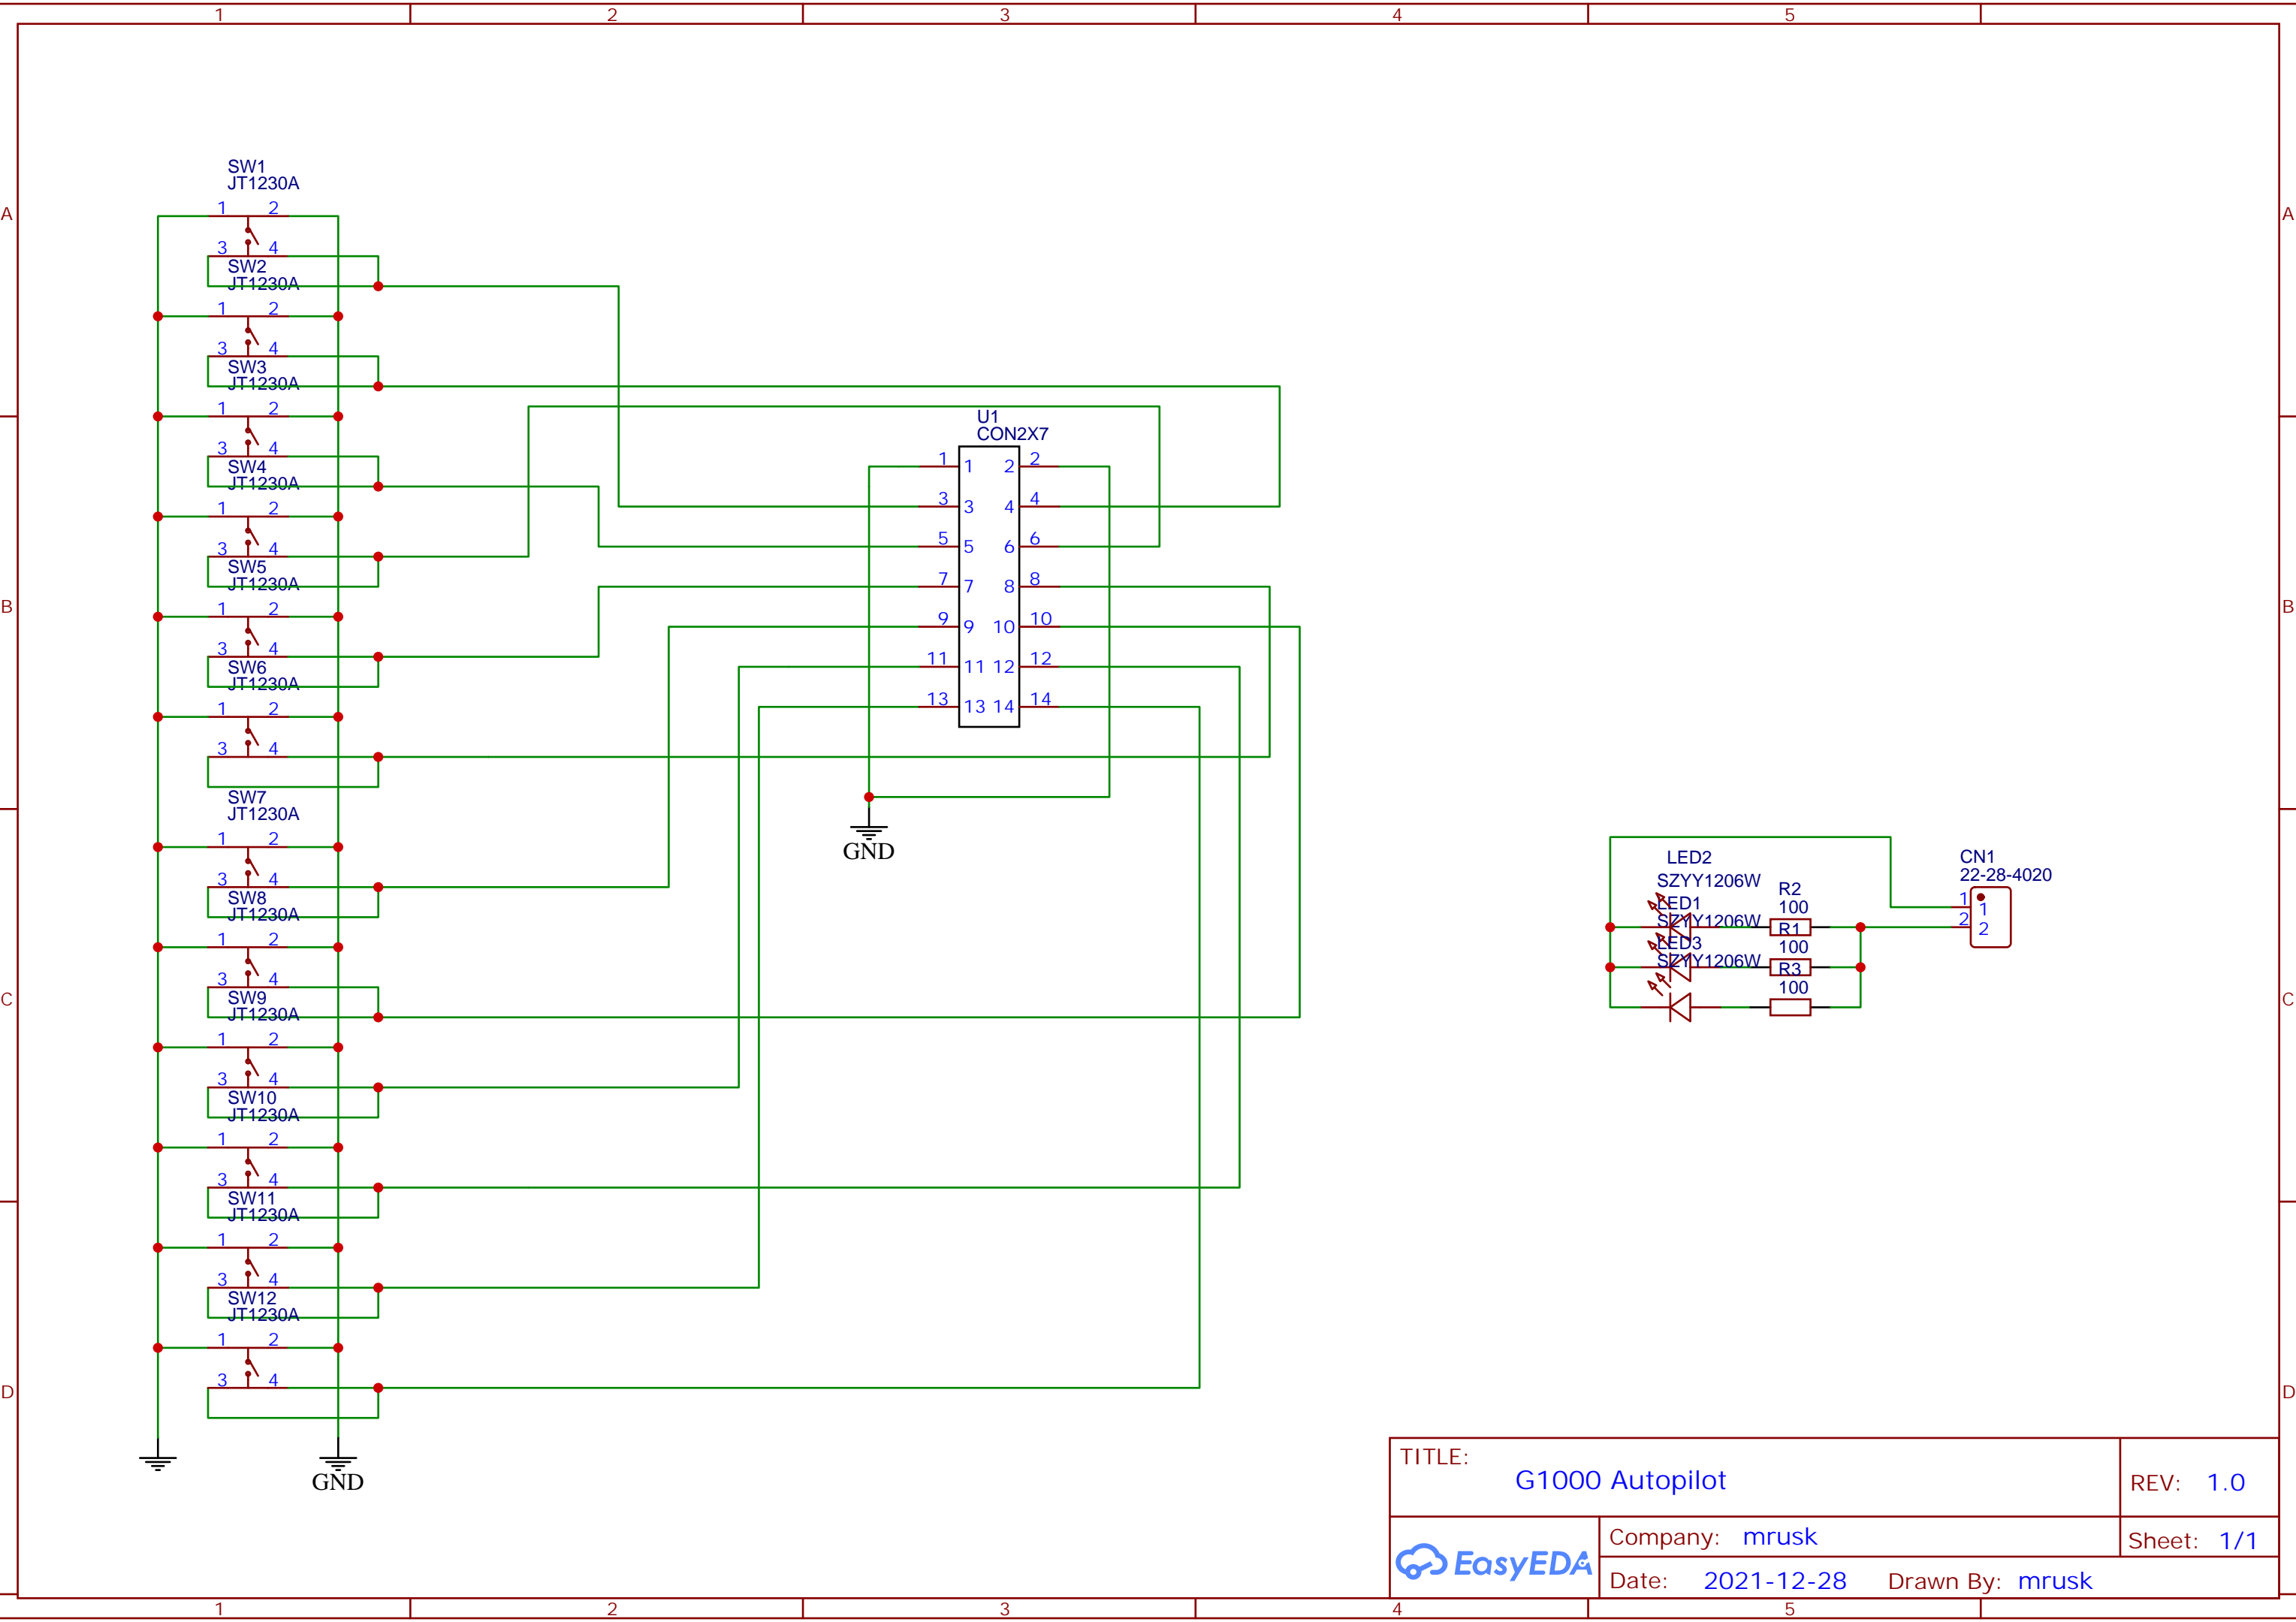 1 2 3 4 5
A A
B B
C C
D D
1 2 3 4 5
SW1
JT1230A
1 2
3 4
SW2
JT1230A
1 2
3 4
SW3
JT1230A
1 2
3 4
SW4
JT1230A
1 2
3 4
SW5
JT1230A
1 2
3 4
SW6
JT1230A
1 2
3 4
SW7
JT1230A
1 2
3 4
SW8
JT1230A
1 2
3 4
SW9
JT1230A
1 2
3 4
SW10
JT1230A
1 2
3 4
SW11
JT1230A
1 2
3 4
SW12
JT1230A
1 2
3 4
GND
U1
CON2X7
1 1 2 2
3 3 4 4
5 5 6 6
7 7 8 8
9 9 10 10
11 11 12 12
13 13 14 14
GND
LED2
SZYY1206W
R2
100
LED1
SZYY1206W
R1
100
LED3
SZYY1206W
R3
100
CN1
22-28-4020
1 1
2 2
TITLE:
G1000 Autopilot
REV: 1.0
EasyEDA
Company: mrusk
Sheet: 1/1
Date: 2021-12-28 Drawn By: mrusk